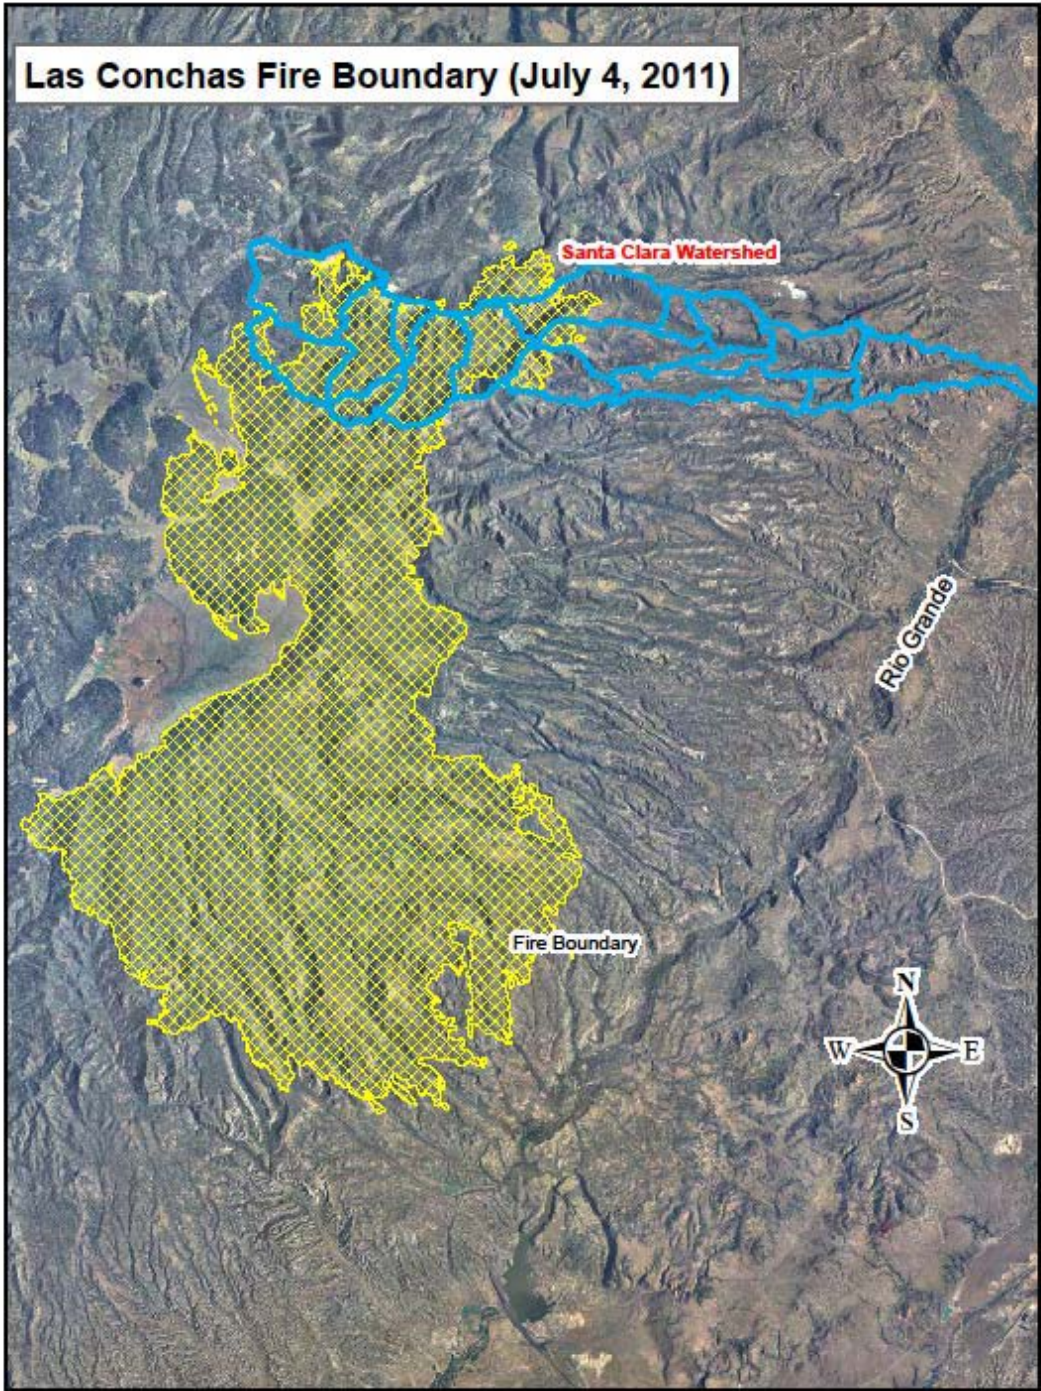 Las Conchas Fire Boundary (July 4, 2011)
Santa Clara Watershed
Rio Grande
Fire Boundary
N
W
E
S